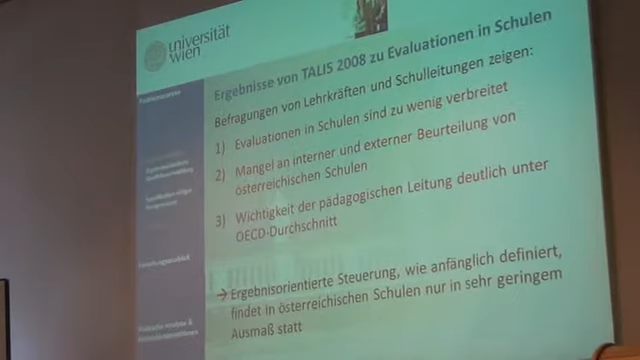 universität
wien
Ergebnisse von TALIS 2008 zu Evaluationen in Schulen
Befragungen von Lehrkräften und Schulleitungen zeigen:
1) Evaluationen in Schulen sind zu wenig verbreitet
2) Mangel an interner und externer Beurteilung von
österreichischen Schulen
3) Wichtigkeit der pädagogischen Leitung deutlich unter
OECD-Durchschnitt
→ Ergebnisorientierte Steuerung, wie anfänglich definiert,
findet in österreichischen Schulen nur in sehr geringem
Ausmaß statt